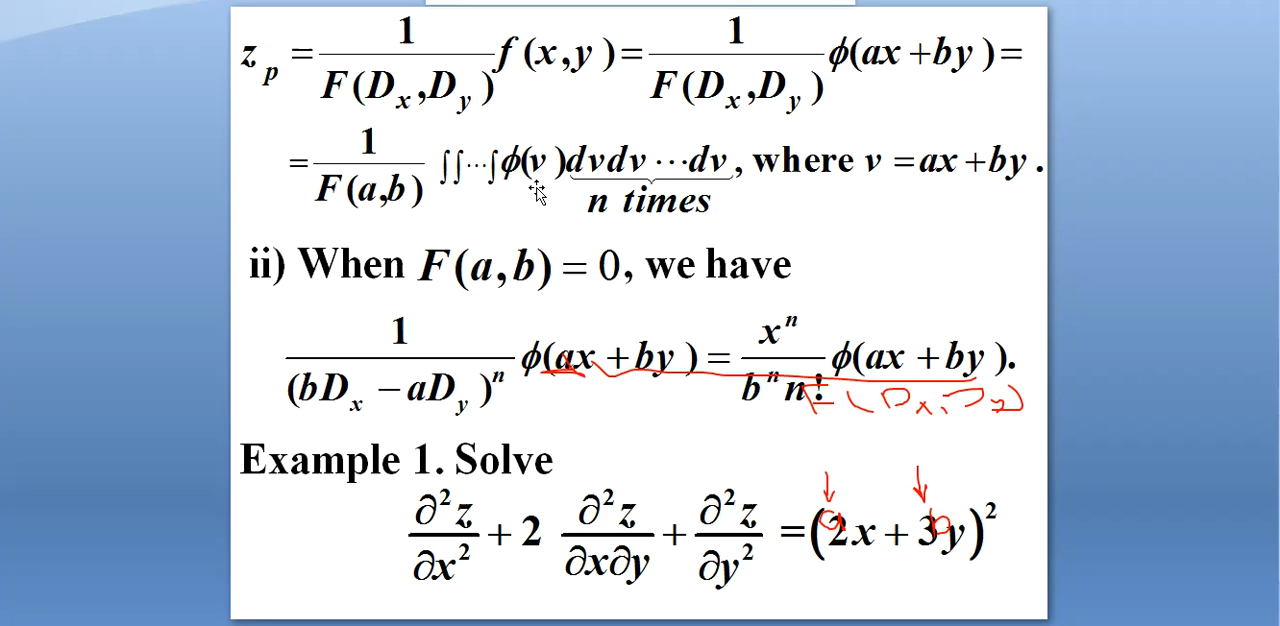 z_p = 1/F(D_x,D_y) f(x,y) = 1/F(D_x,D_y) ϕ(ax+by) =
= 1/F(a,b) ∫∫⋯∫ϕ(v)dvdv⋯dv, where v = ax+by.
n times
ii) When F(a,b) = 0, we have
1/(bD_x − aD_y)^n ϕ(ax+by) = x^n/(b^n n!) ϕ(ax+by).
F(D_x, D_y)
Example 1. Solve
a b
∂²z/∂x² + 2 ∂²z/∂x∂y + ∂²z/∂y² = (2x+3y)²